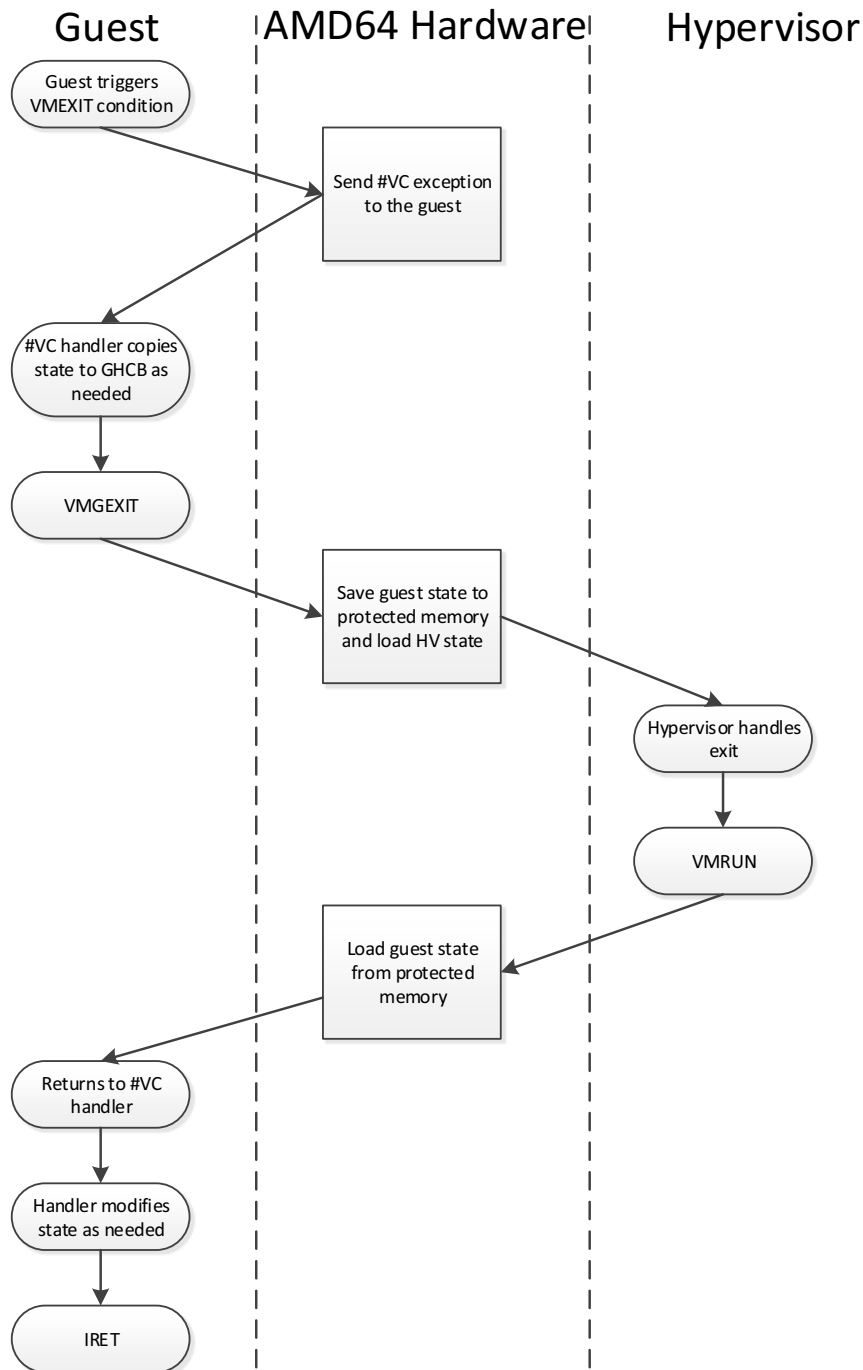 Guest
AMD64 Hardware
Hypervisor
Guest triggers
VMEXIT condition
Send #VC exception
to the guest
#VC handler copies
state to GHCB as
needed
VMGEXIT
Save guest state to
protected memory
and load HV state
Hypervisor handles
exit
VMRUN
Load guest state
from protected
memory
Returns to #VC
handler
Handler modifies
state as needed
IRET